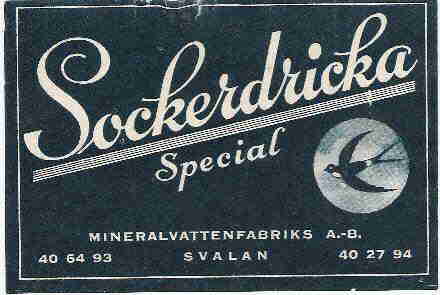 Sockerdricka
Special
MINERALVATTENFABRIKS A.-B.
40 64 93 SVALAN 40 27 94